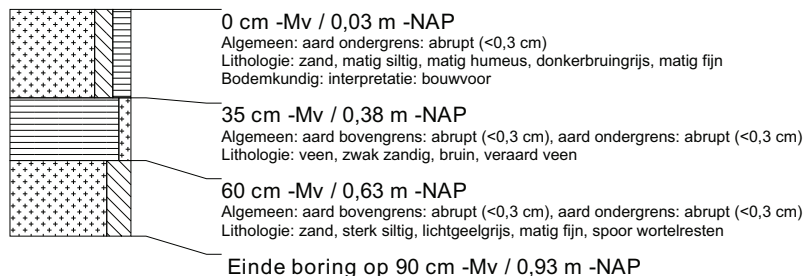 0 cm -Mv / 0,03 m -NAP
Algemeen: aard ondergrens: abrupt (<0,3 cm)
Lithologie: zand, matig siltig, matig humeus, donkerbruingrijs, matig fijn
Bodemkundig: interpretatie: bouwvoor
35 cm -Mv / 0,38 m -NAP
Algemeen: aard bovengrens: abrupt (<0,3 cm), aard ondergrens: abrupt (<0,3 cm)
Lithologie: veen, zwak zandig, bruin, veraard veen
60 cm -Mv / 0,63 m -NAP
Algemeen: aard bovengrens: abrupt (<0,3 cm), aard ondergrens: abrupt (<0,3 cm)
Lithologie: zand, sterk siltig, lichtgeelgrijs, matig fijn, spoor wortelresten
Einde boring op 90 cm -Mv / 0,93 m -NAP